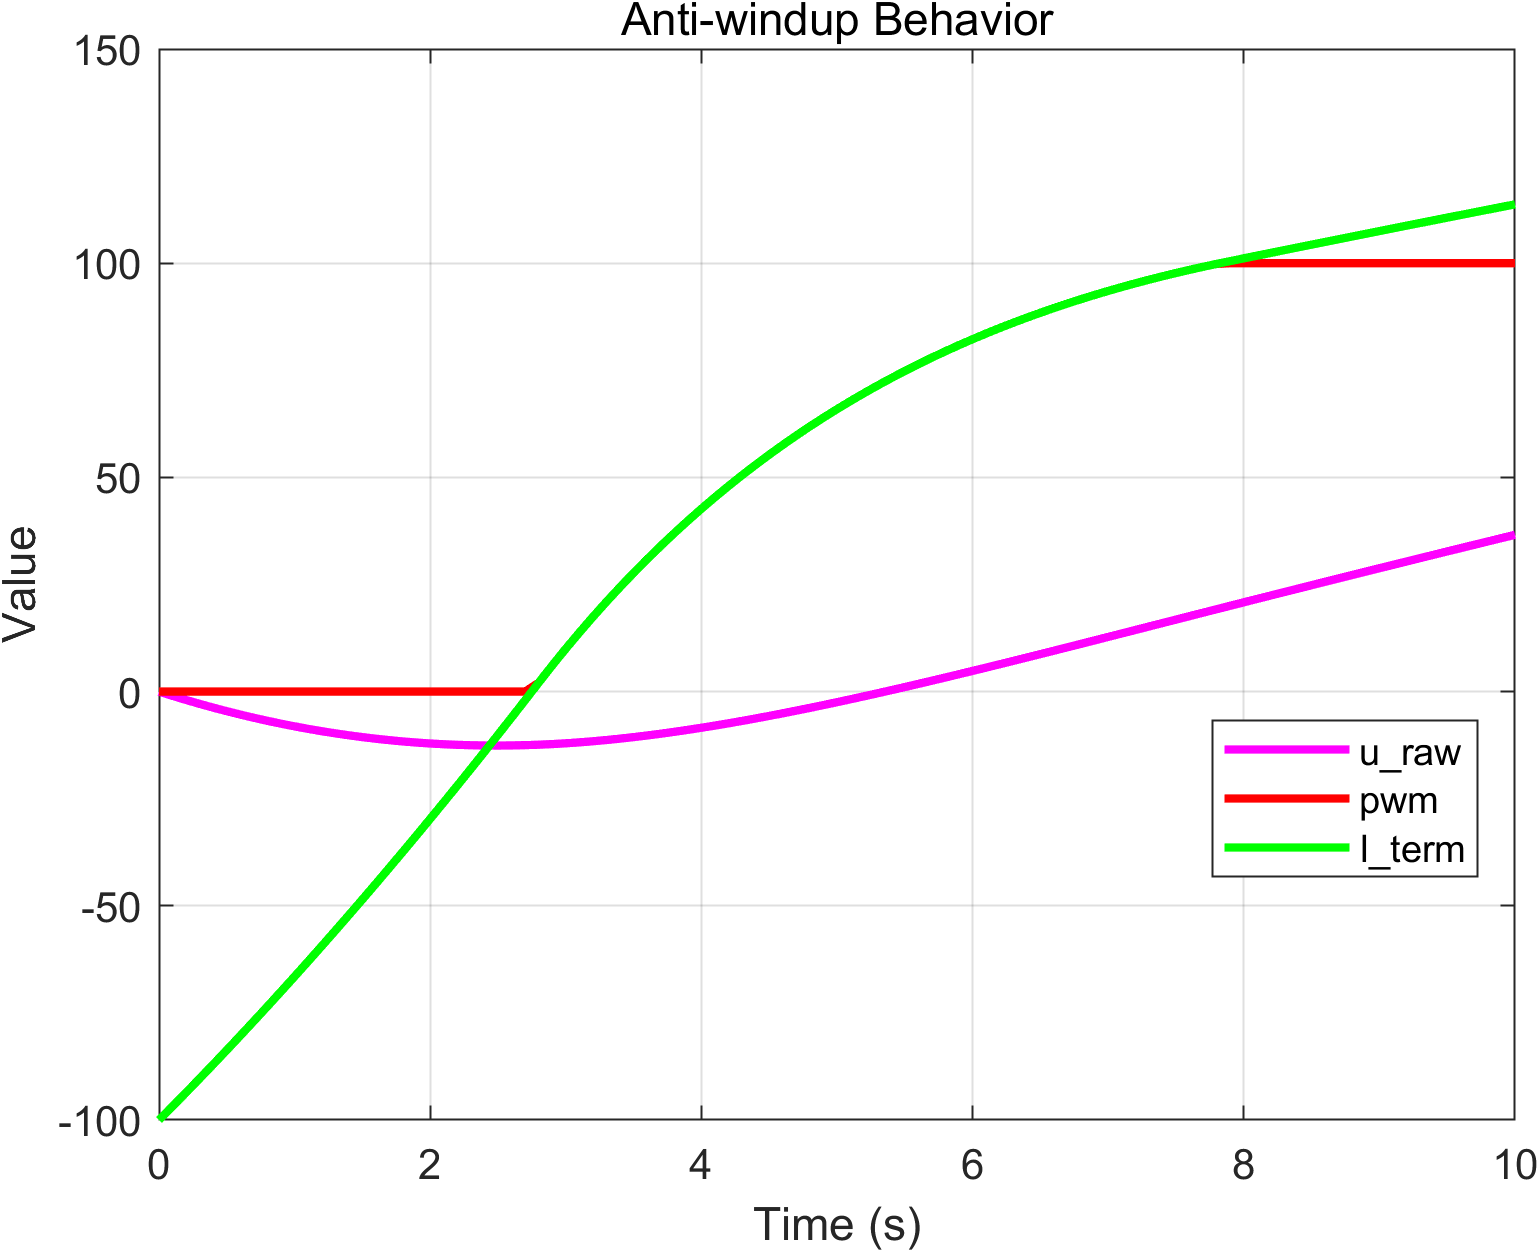 Anti-windup Behavior
150
100
50
0
-50
-100
Value
0 2 4 6 8 10
Time (s)
u_raw
pwm
I_term